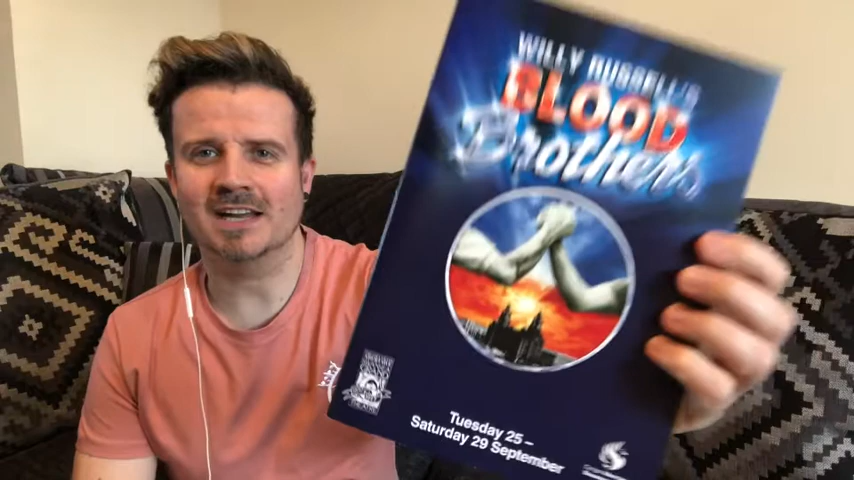 WILLY RUSSELL'S
BLOOD
Brothers
Tuesday 25 –
Saturday 29 September